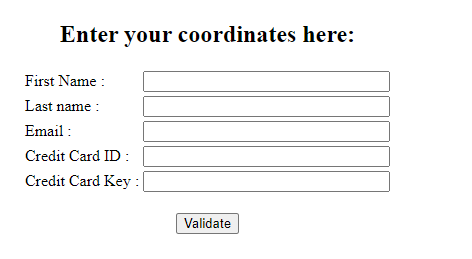 Enter your coordinates here:
First Name :
Last name :
Email :
Credit Card ID :
Credit Card Key :
Validate